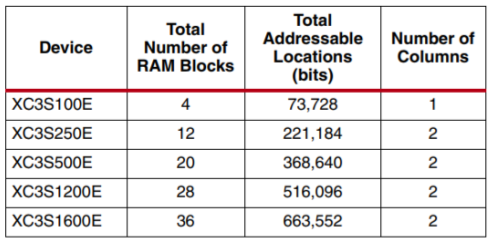 Device Total Number of RAM Blocks Total Addressable Locations (bits) Number of Columns
XC3S100E 4 73,728 1
XC3S250E 12 221,184 2
XC3S500E 20 368,640 2
XC3S1200E 28 516,096 2
XC3S1600E 36 663,552 2